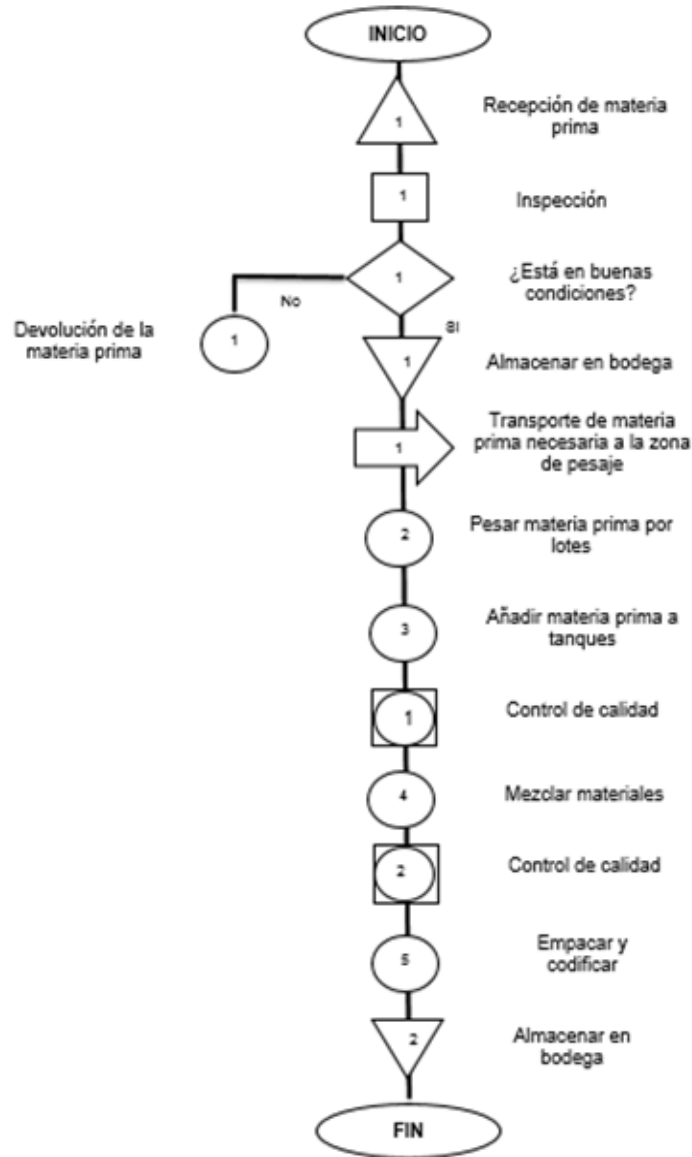 INICIO
1
Recepción de materia
prima
1
Inspección
1
¿Está en buenas
condiciones?
No
SI
Devolución de la
materia prima
1
1
Almacenar en bodega
1
Transporte de materia
prima necesaria a la zona
de pesaje
2
Pesar materia prima por
lotes
3
Añadir materia prima a
tanques
1
Control de calidad
4
Mezclar materiales
2
Control de calidad
5
Empacar y
codificar
2
Almacenar en
bodega
FIN